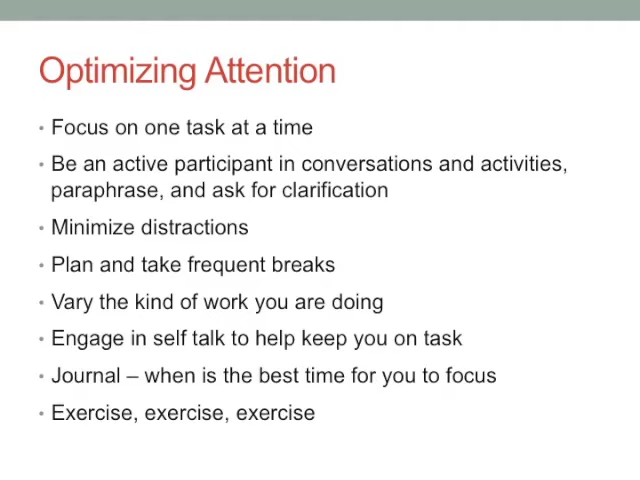 Optimizing Attention
• Focus on one task at a time
• Be an active participant in conversations and activities,
paraphrase, and ask for clarification
• Minimize distractions
• Plan and take frequent breaks
• Vary the kind of work you are doing
• Engage in self talk to help keep you on task
• Journal – when is the best time for you to focus
• Exercise, exercise, exercise